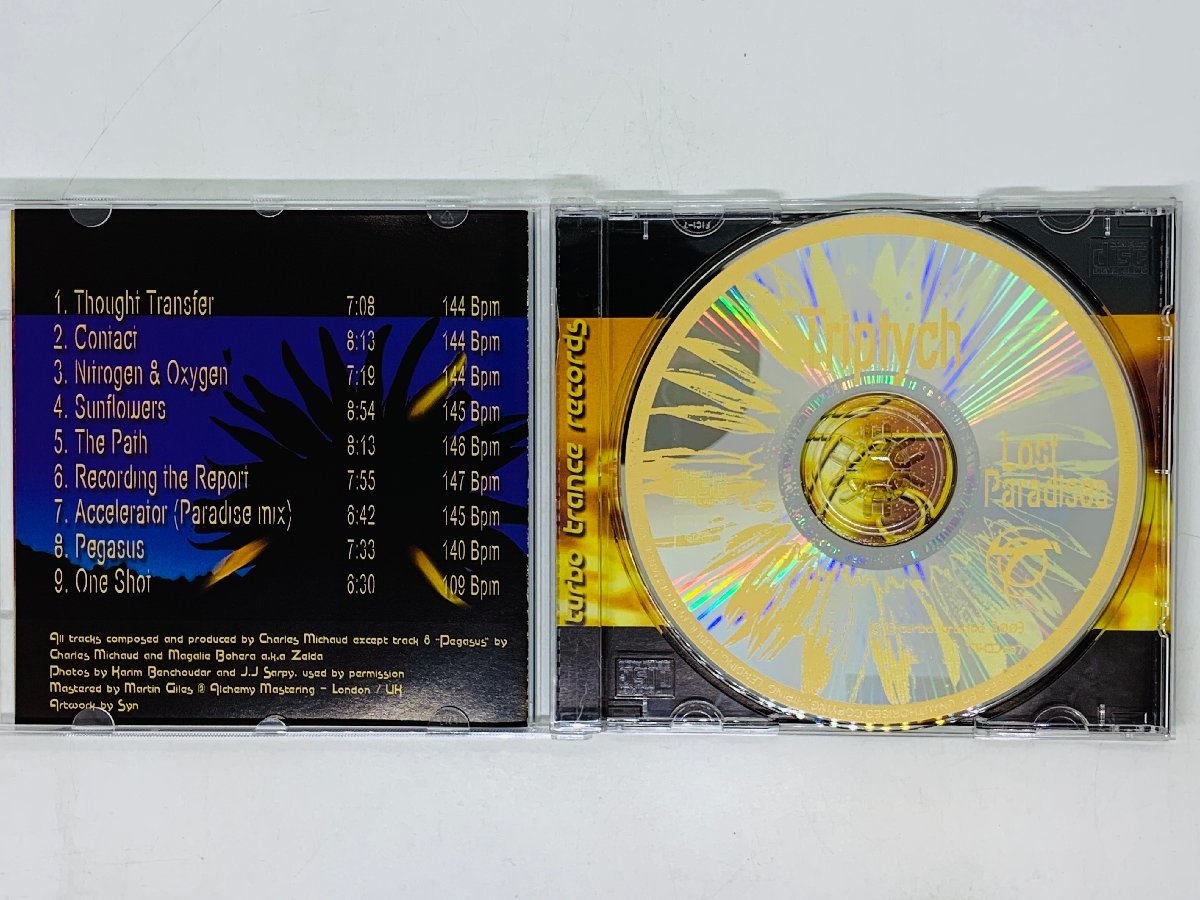 1. Thought Transfer 7:08 144 Bpm
2. Contact 8:13 144 Bpm
3. Nitrogen & Oxygen 7:19 144 Bpm
4. Sunflowers 8:54 145 Bpm
5. The Path 8:13 146 Bpm
6. Recording the Report 7:55 147 Bpm
7. Accelerator (Paradise mix) 6:42 145 Bpm
8. Pegasus 7:33 140 Bpm
9. One Shot 6:30 109 Bpm
All tracks composed and produced by Charles Michaud except track 8 "Pegasus" by
Charles Michaud and Magalie Bohera a.k.a Zelda
Photos by Karim Benchoudar and J.J Sarpy, used by permission
Mastered by Martin Giles @ Alchemy Mastering - London / UK
Artwork by Syn
turbo trance records
Triptych
Lost
Paradises